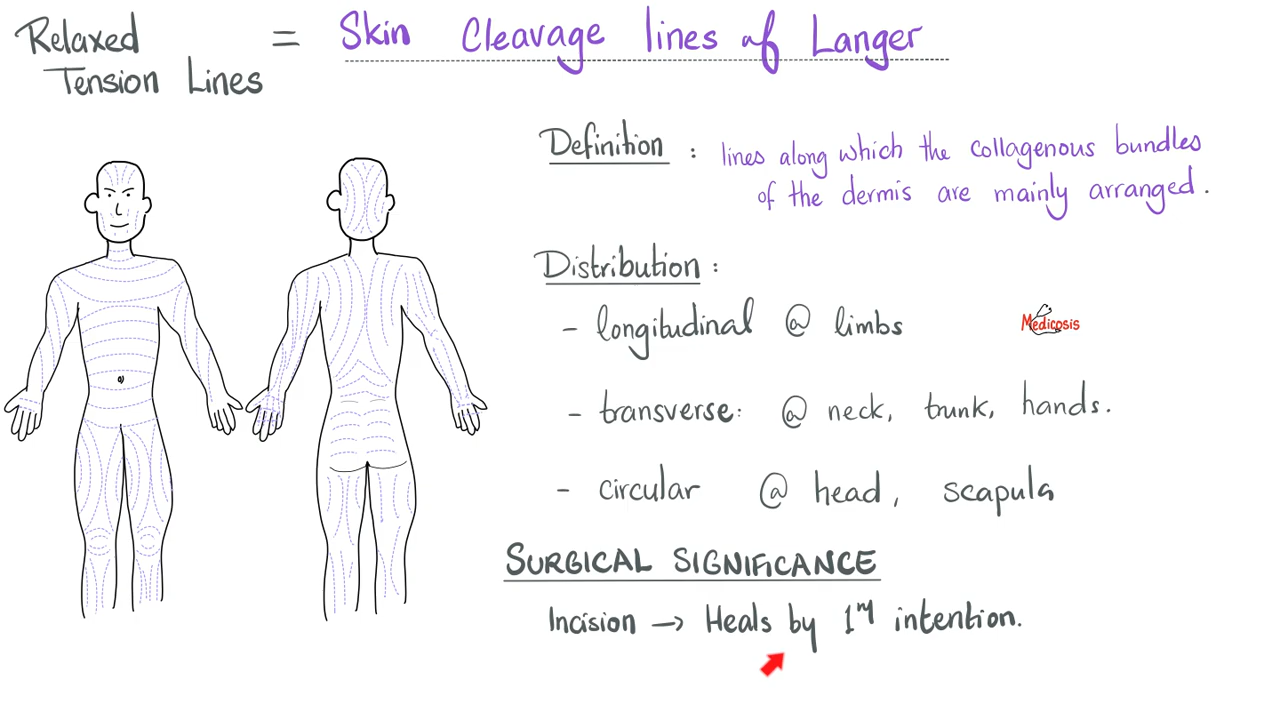 Relaxed Tension Lines = Skin Cleavage lines of Langer
Definition : lines along which the collagenous bundles
of the dermis are mainly arranged.
Distribution :
- longitudinal @ limbs
Medicosis
- transverse: @ neck, trunk, hands.
- circular @ head, scapula
SURGICAL SIGNIFICANCE
Incision → Heals by 1ry intention.